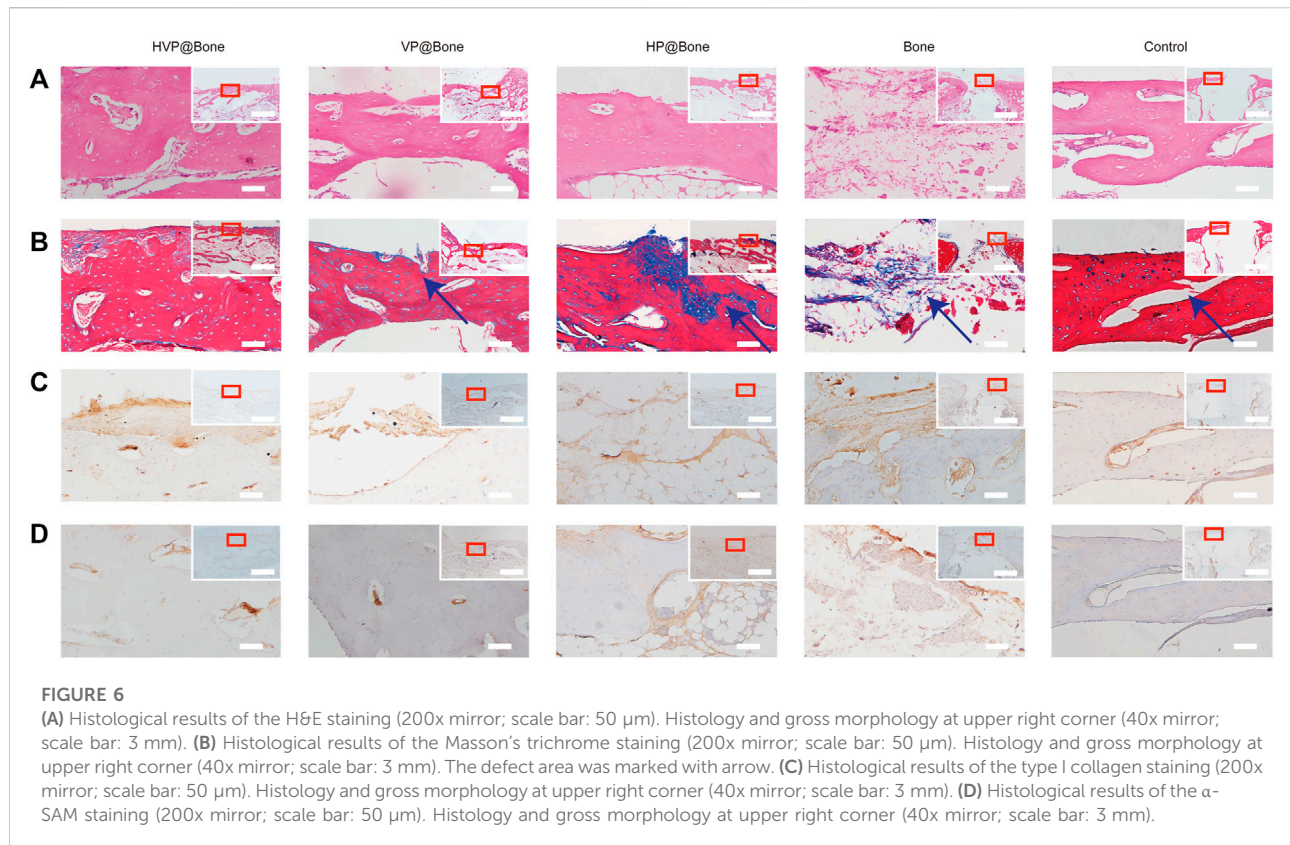 HVP@Bone VP@Bone HP@Bone Bone Control
A
B
C
D
FIGURE 6
(A) Histological results of the H&E staining (200x mirror; scale bar: 50 μm). Histology and gross morphology at upper right corner (40x mirror;
scale bar: 3 mm). (B) Histological results of the Masson's trichrome staining (200x mirror; scale bar: 50 μm). Histology and gross morphology at
upper right corner (40x mirror; scale bar: 3 mm). The defect area was marked with arrow. (C) Histological results of the type I collagen staining (200x
mirror; scale bar: 50 μm). Histology and gross morphology at upper right corner (40x mirror; scale bar: 3 mm). (D) Histological results of the α-
SAM staining (200x mirror; scale bar: 50 μm). Histology and gross morphology at upper right corner (40x mirror; scale bar: 3 mm).